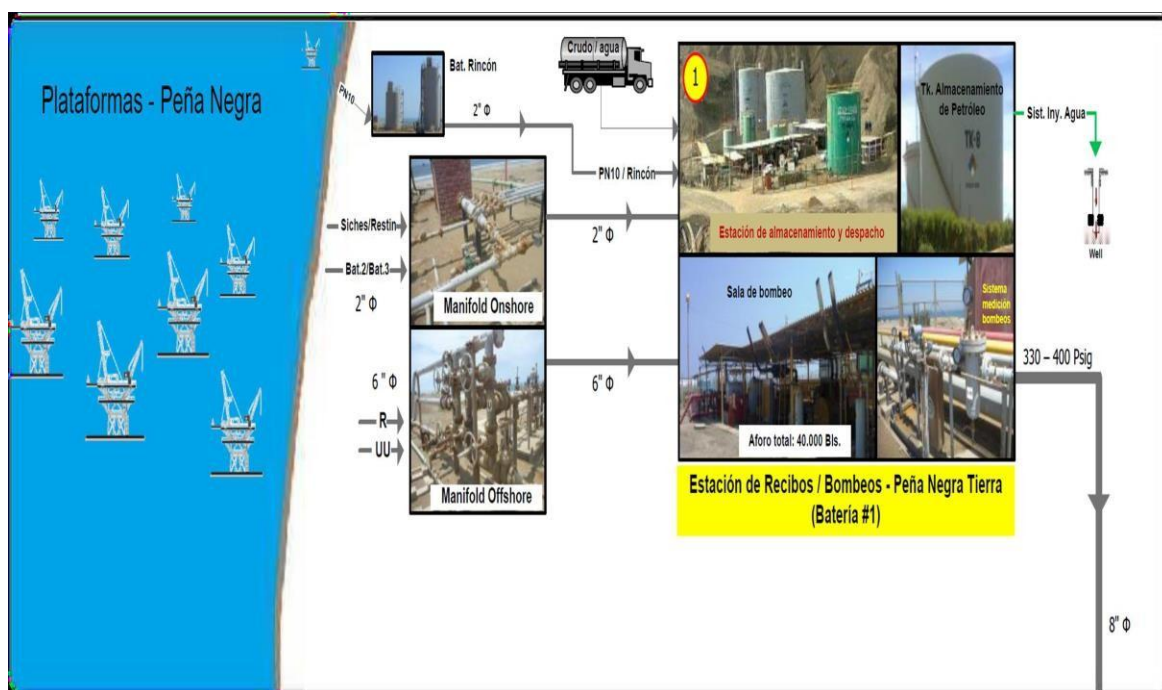 Plataformas - Peña Negra
PN10
Bat. Rincón
2" Φ
Crudo / agua
PN10 / Rincón
1
Estación de almacenamiento y despacho
Tk. Almacenamiento
de Petróleo
TK-8
Sist. Iny. Agua
Well
Siches/Restin
Bat.2/Bat.3
2" Φ
Manifold Onshore
2" Φ
6 " Φ
R
UU
Manifold Offshore
6" Φ
Sala de bombeo
Aforo total: 40.000 Bls.
Sistema
medición
bombeos
330 – 400 Psig
Estación de Recibos / Bombeos - Peña Negra Tierra
(Batería #1)
8" Φ